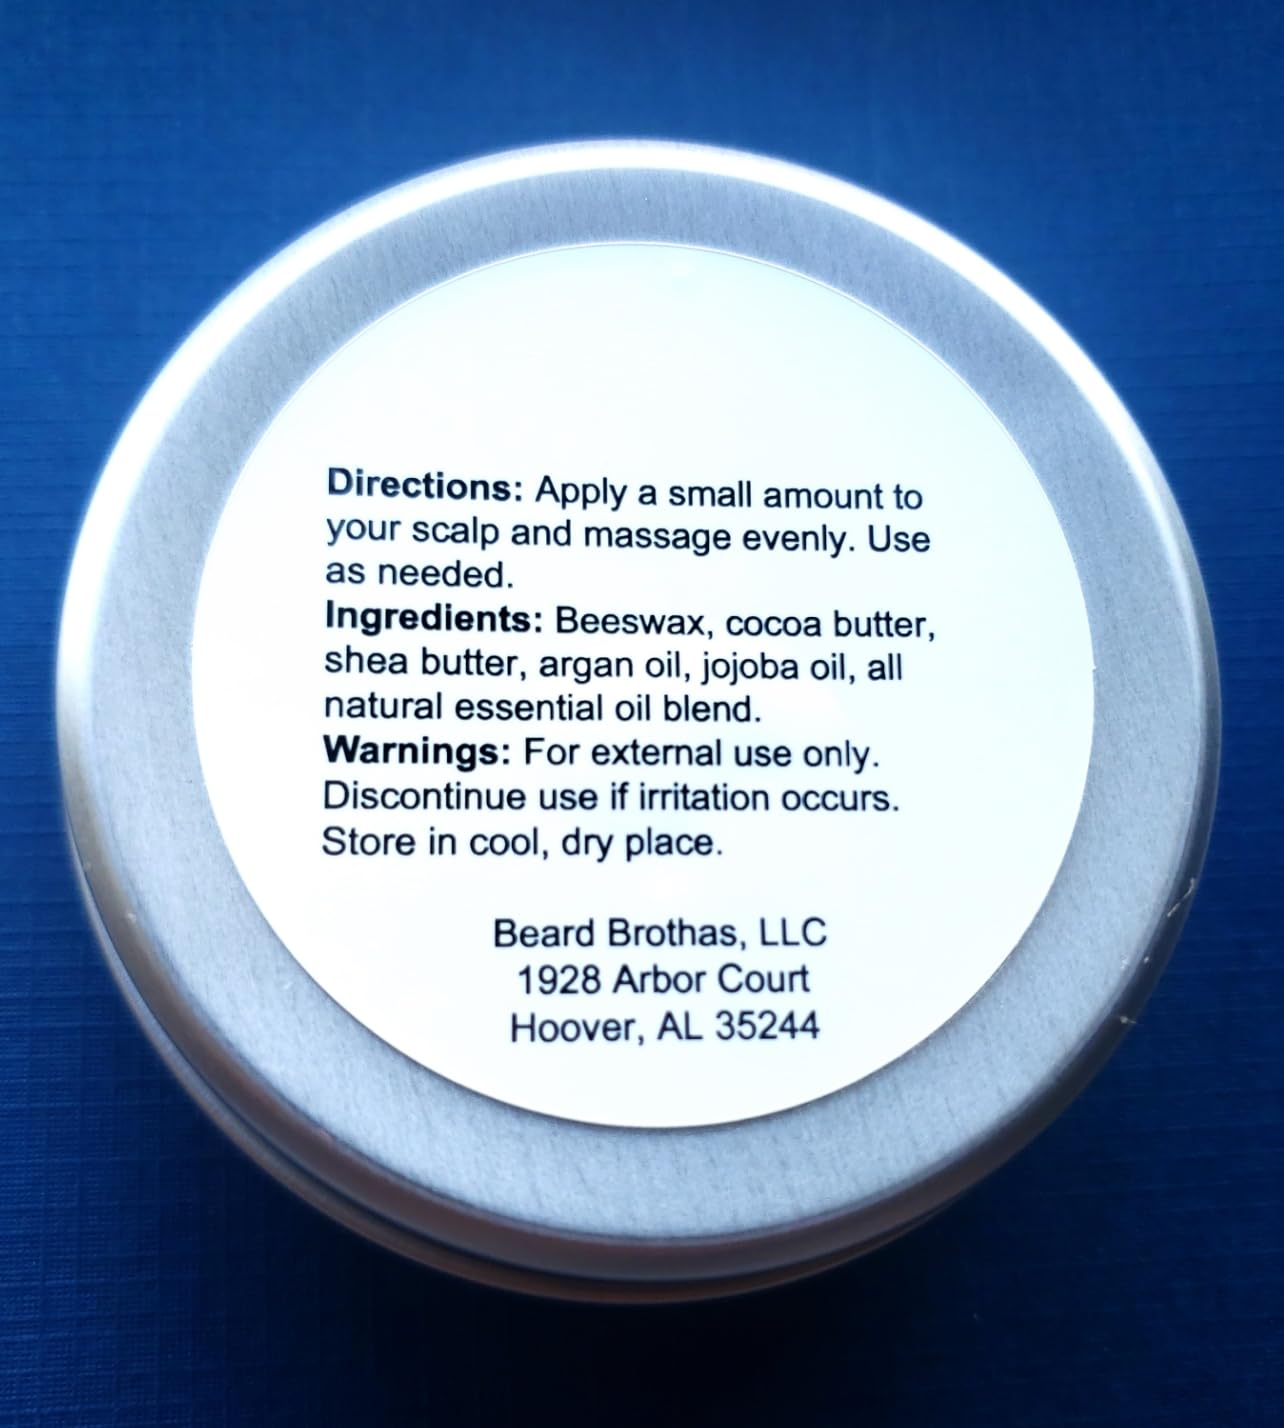 Directions: Apply a small amount to
your scalp and massage evenly. Use
as needed.
Ingredients: Beeswax, cocoa butter,
shea butter, argan oil, jojoba oil, all
natural essential oil blend.
Warnings: For external use only.
Discontinue use if irritation occurs.
Store in cool, dry place.
Beard Brothas, LLC
1928 Arbor Court
Hoover, AL 35244